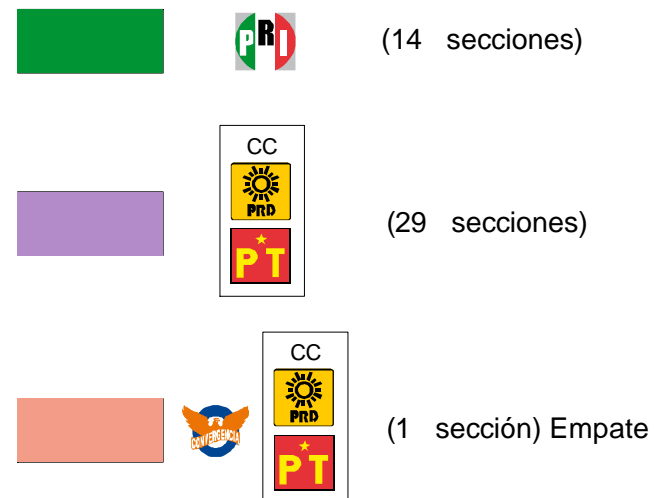 PRI (14 secciones)
CC
PRD
(29 secciones)
PT
CC
PRD
CONVERGENCIA (1 sección) Empate
PT